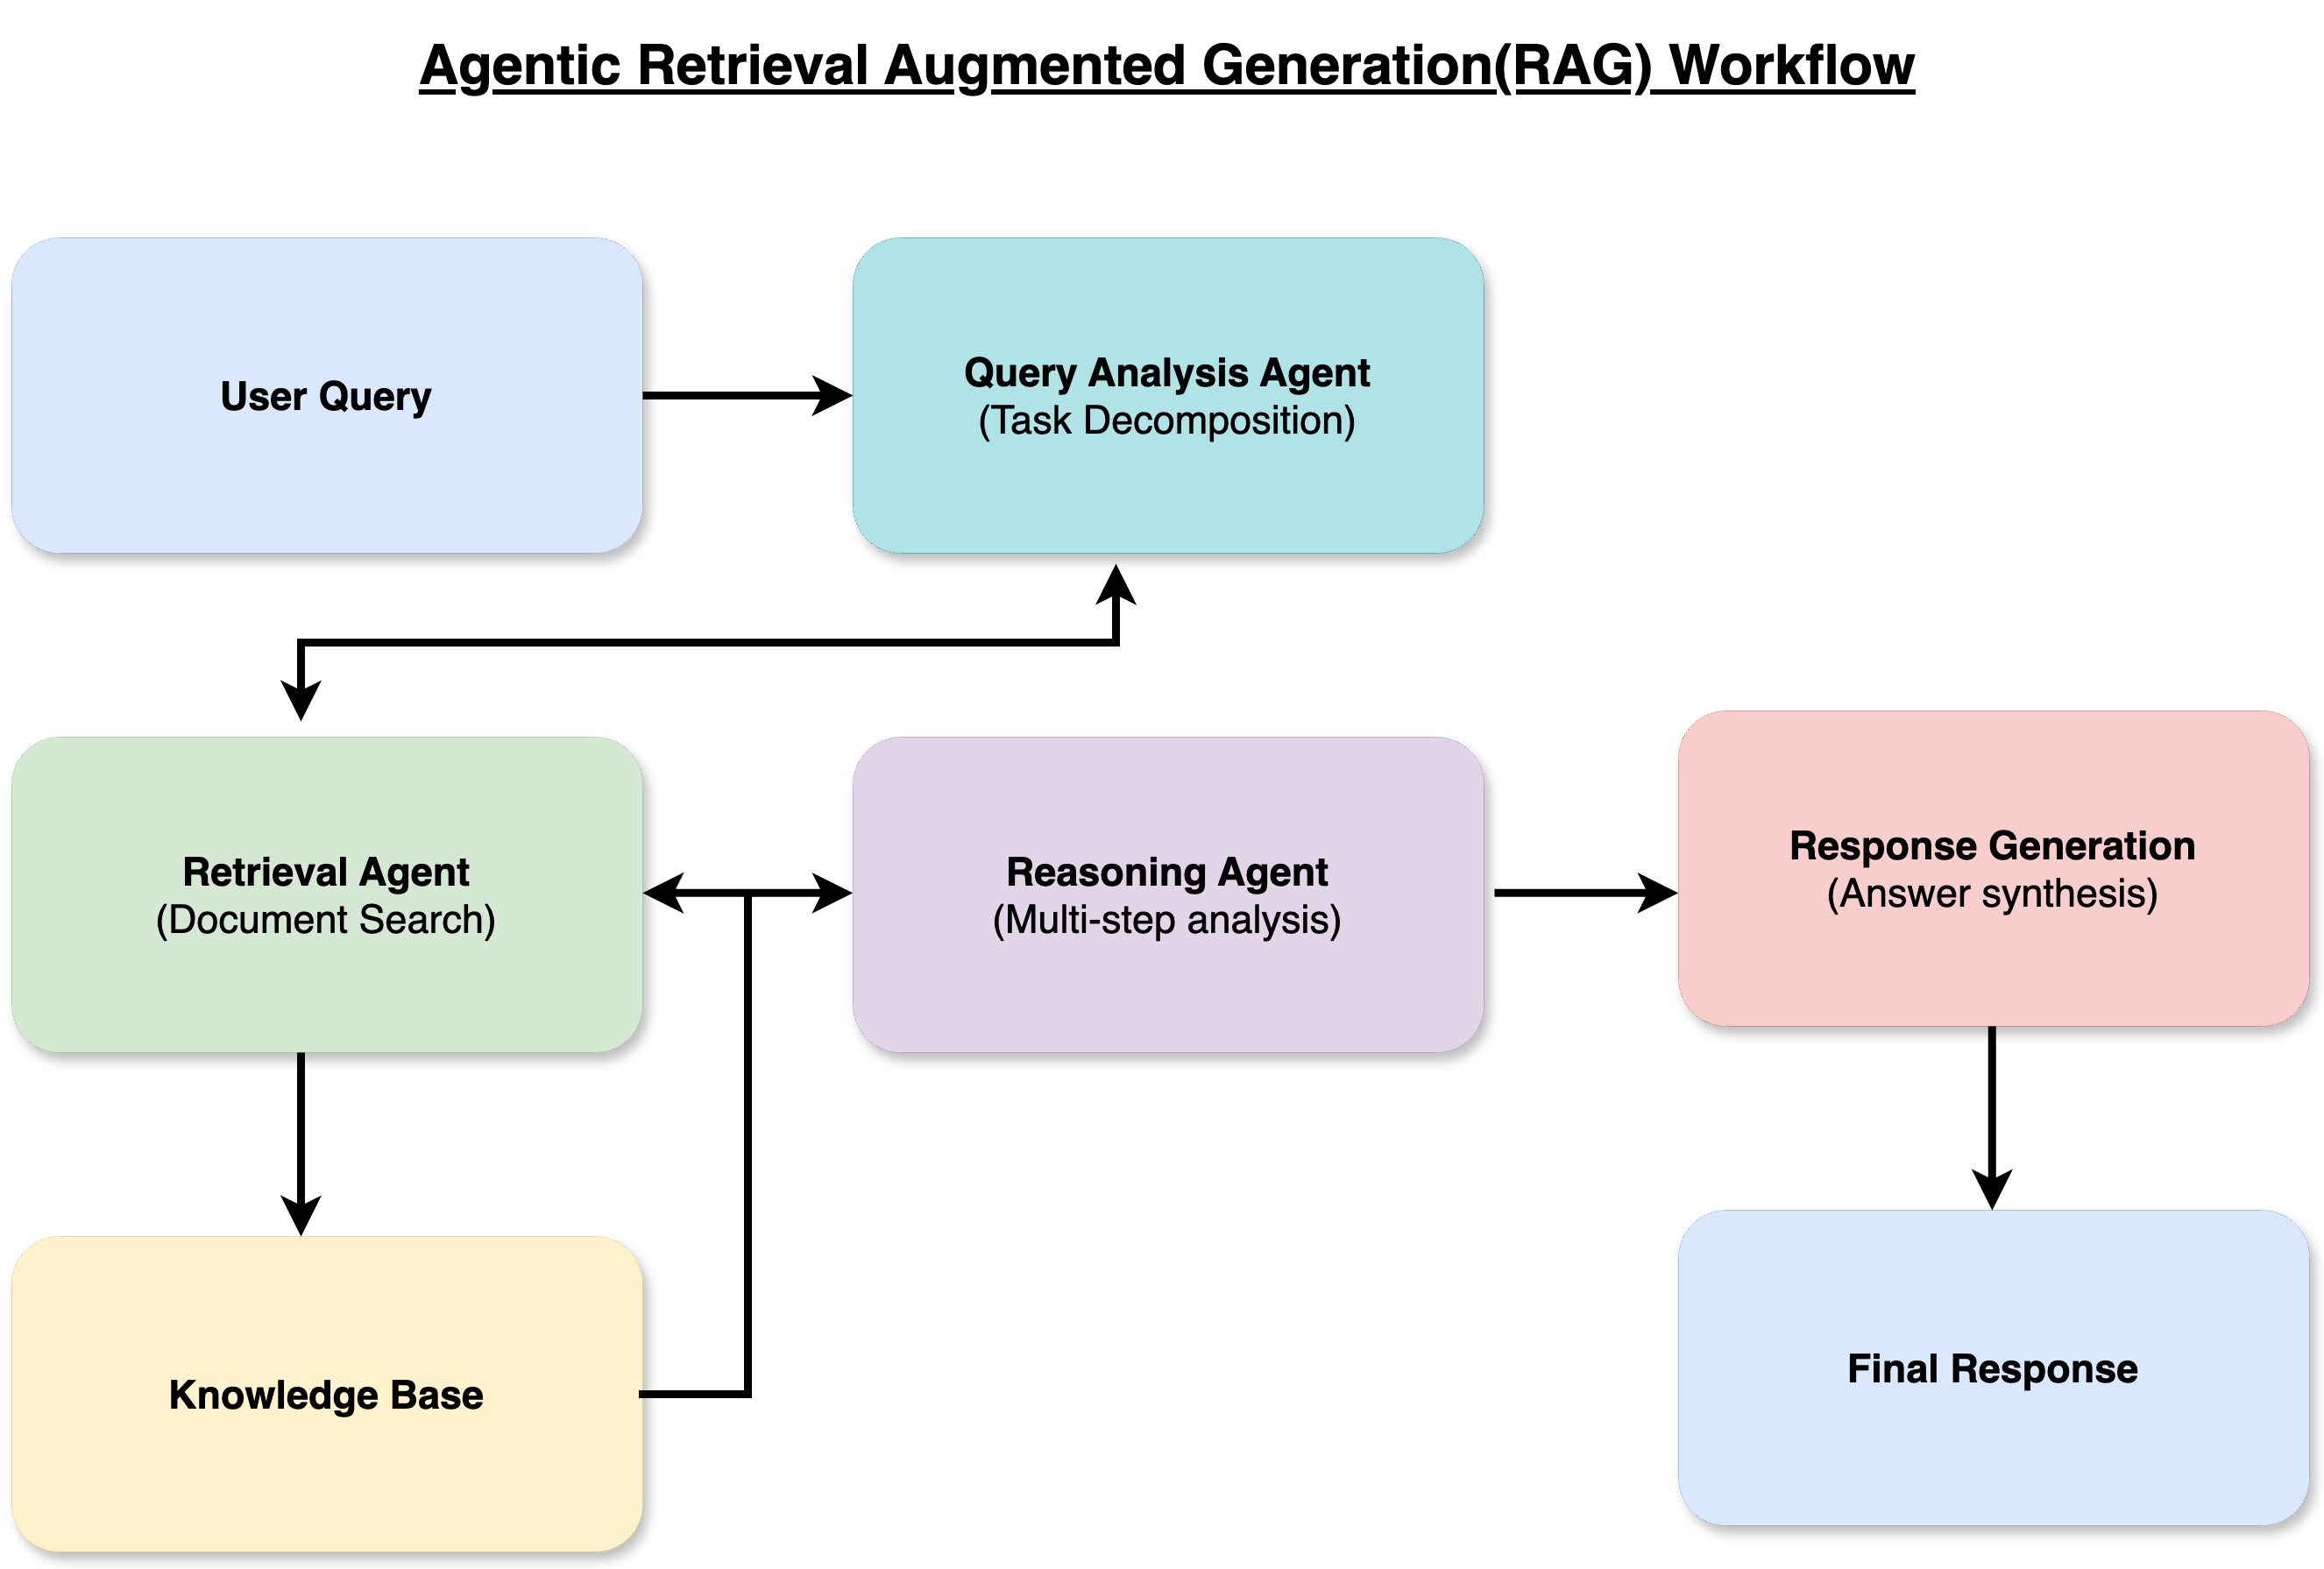 Agentic Retrieval Augmented Generation(RAG) Workflow
User Query
Query Analysis Agent
(Task Decomposition)
Retrieval Agent
(Document Search)
Reasoning Agent
(Multi-step analysis)
Response Generation
(Answer synthesis)
Knowledge Base
Final Response